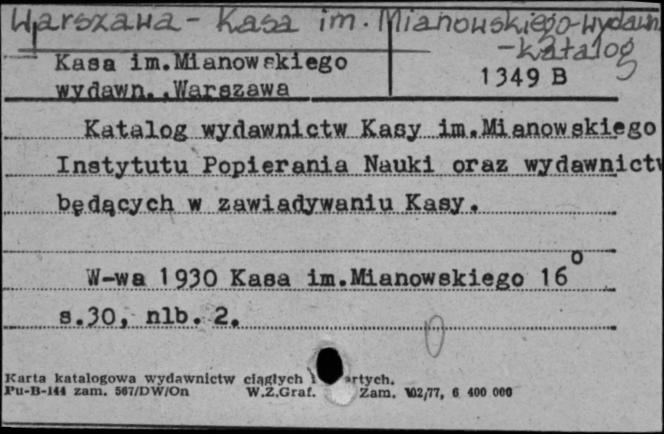 Warszawa - Kasa im. Mianowskiego - wydawn.
- katalog
Kasa im.Mianowskiego
wydawn., Warszawa
1349 B
Katalog wydawnictw Kasy im.Mianowskiego
Instytutu Popierania Nauki oraz wydawnictw
będących w zawiadywaniu Kasy.
W-wa 1930 Kasa im.Mianowskiego 16°
s.30, nlb. 2.
Karta katalogowa wydawnictw ciągłych i
Pu-B-144 zam. 567/DW/On W.Z.Graf. Zam. 102/77, 6 400 000